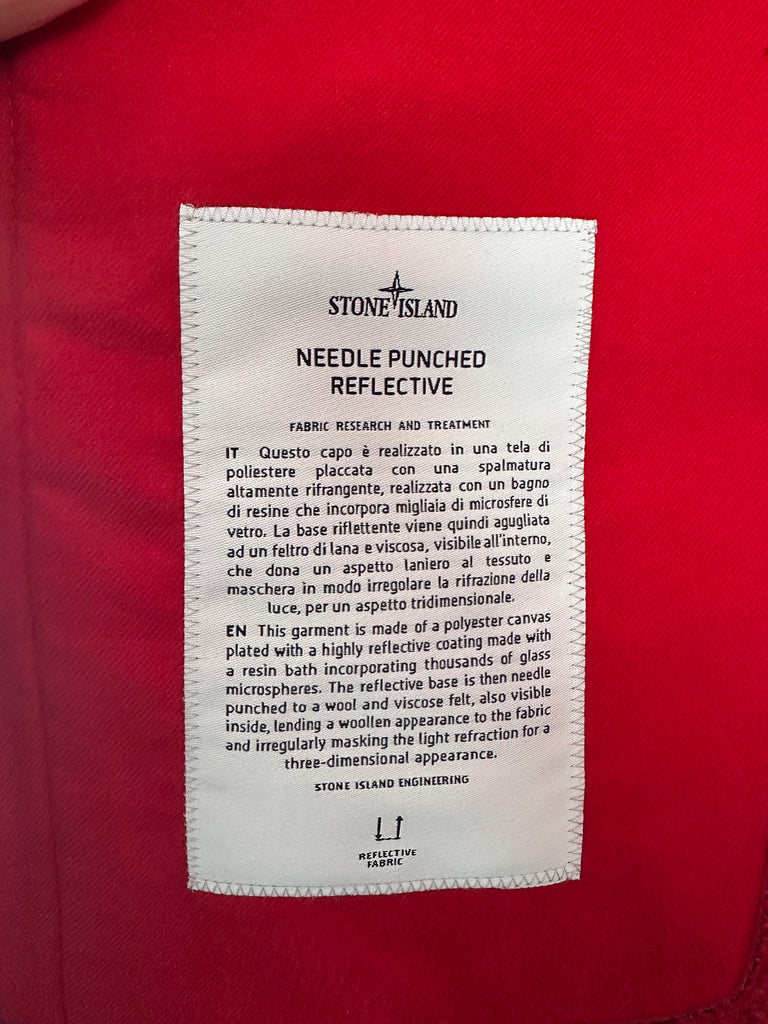 STONE ISLAND
NEEDLE PUNCHED
REFLECTIVE
FABRIC RESEARCH AND TREATMENT
IT Questo capo è realizzato in una tela di
poliestere placcata con una spalmatura
altamente rifrangente, realizzata con un bagno
di resine che incorpora migliaia di microsfere di
vetro. La base riflettente viene quindi agugliata
ad un feltro di lana e viscosa, visibile all'interno,
che dona un aspetto laniero al tessuto e
maschera in modo irregolare la rifrazione della
luce, per un aspetto tridimensionale.
EN This garment is made of a polyester canvas
plated with a highly reflective coating made with
a resin bath incorporating thousands of glass
microspheres. The reflective base is then needle
punched to a wool and viscose felt, also visible
inside, lending a woollen appearance to the fabric
and irregularly masking the light refraction for a
three-dimensional appearance.
STONE ISLAND ENGINEERING
REFLECTIVE
FABRIC